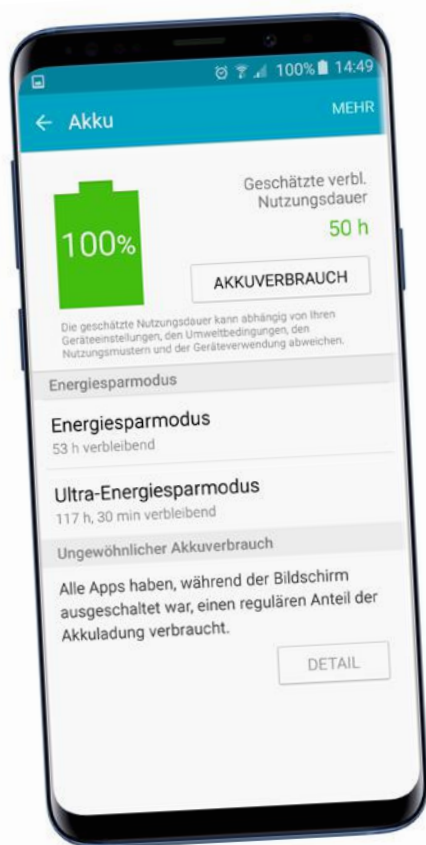 100% 14:49
Akku
MEHR
Geschätzte verbl.
Nutzungsdauer
50 h
100%
AKKUVERBRAUCH
Die geschätzte Nutzungsdauer kann abhängig von Ihren
Geräteeinstellungen, den Umweltbedingungen, den
Nutzungsmustern und der Geräteverwendung abweichen.
Energiesparmodus
Energiesparmodus
53 h verbleibend
Ultra-Energiesparmodus
117 h, 30 min verbleibend
Ungewöhnlicher Akkuverbrauch
Alle Apps haben, während der Bildschirm
ausgeschaltet war, einen regulären Anteil der
Akkuladung verbraucht.
DETAIL